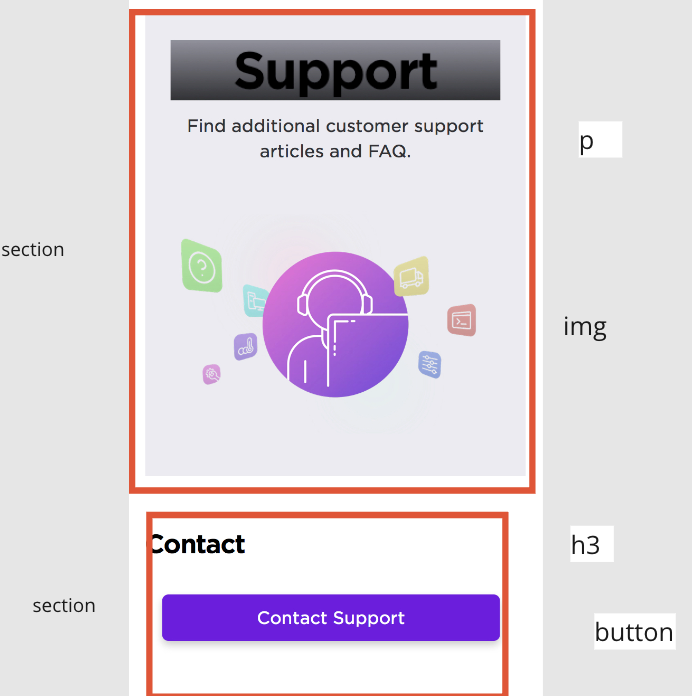 Support
Find additional customer support
articles and FAQ.
p
section
img
Contact
h3
section
Contact Support
button